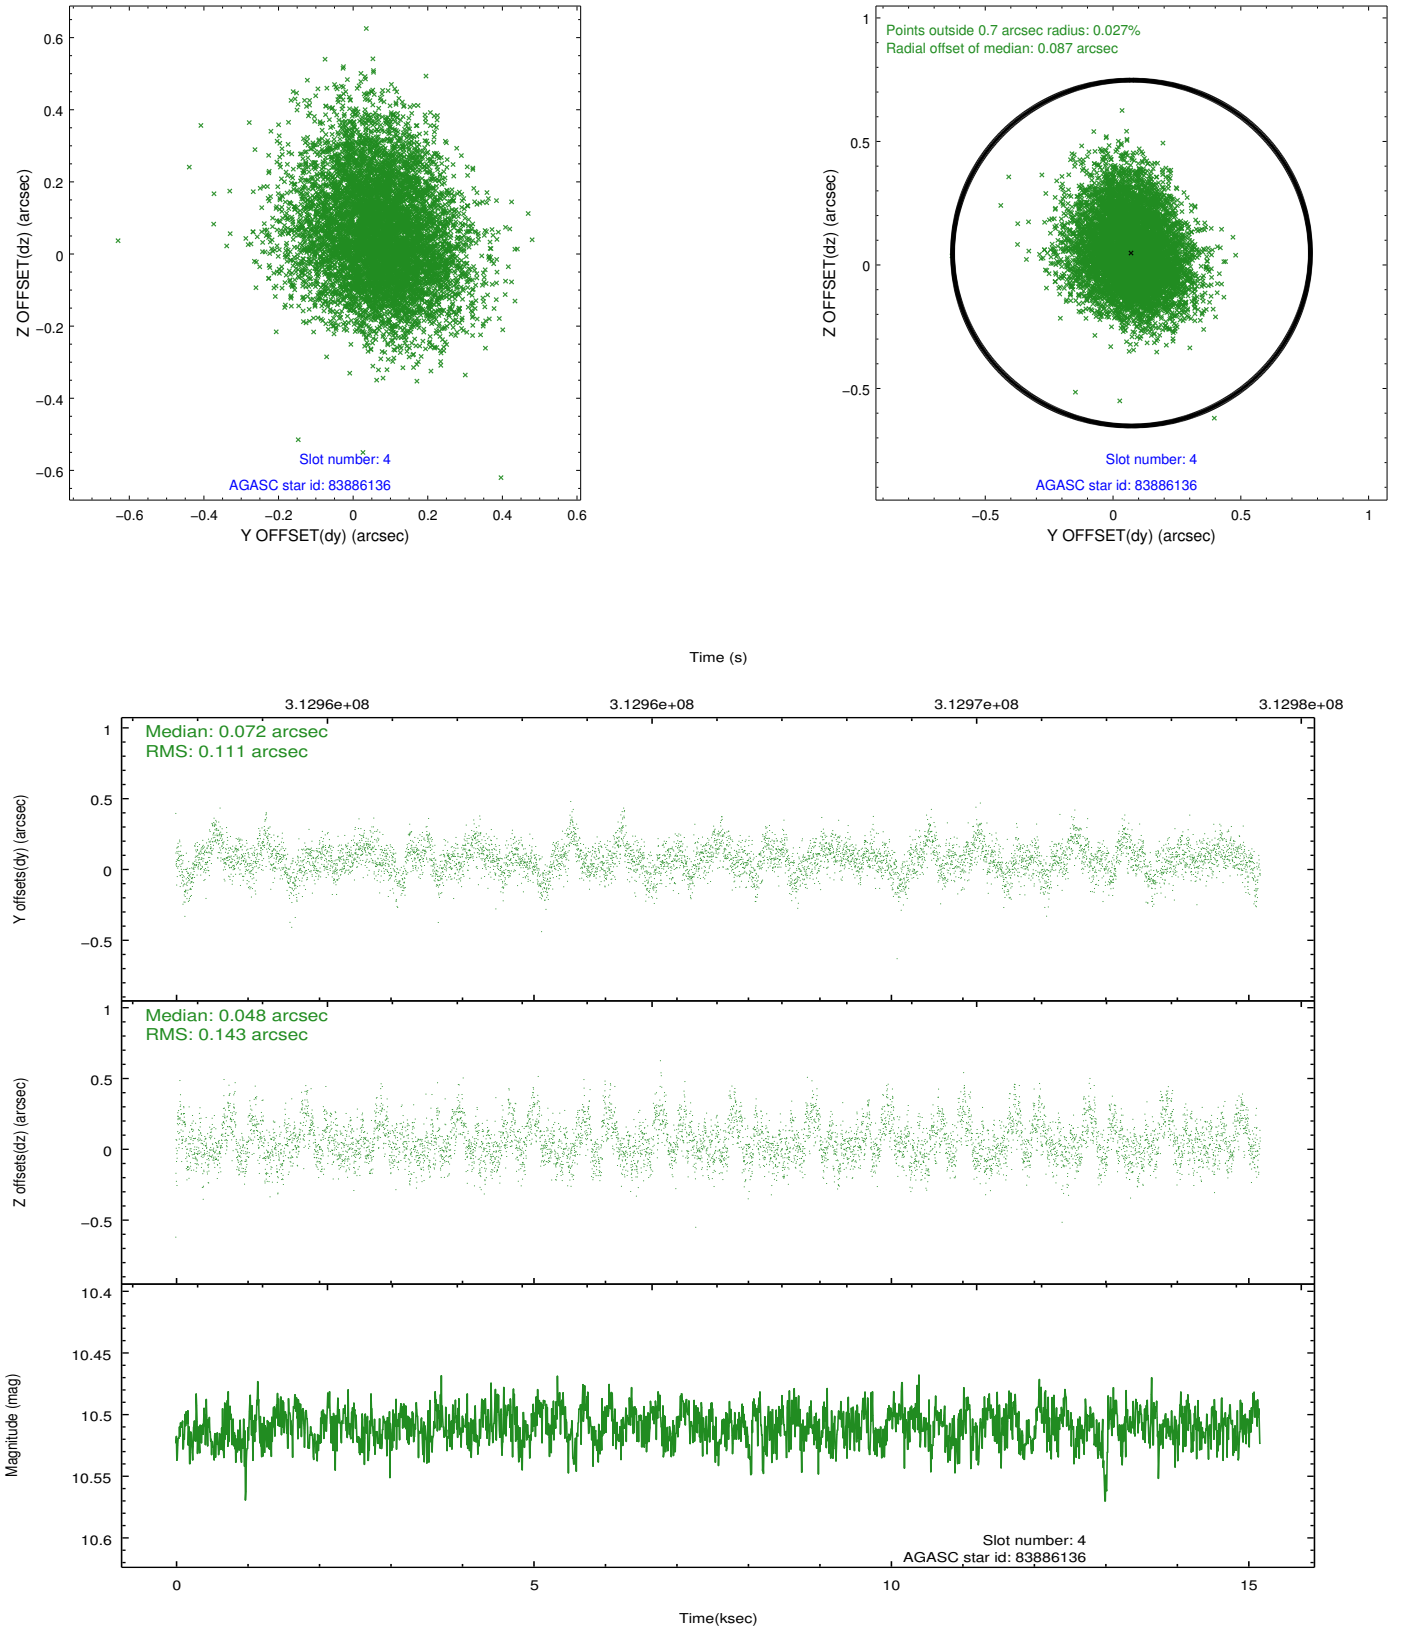 0.6
0.4
0.2
0
−0.2
−0.4
−0.6
Z OFFSET(dz) (arcsec)
Slot number: 4
AGASC star id: 83886136
−0.6 −0.4 −0.2 0 0.2 0.4 0.6
Y OFFSET(dy) (arcsec)
Points outside 0.7 arcsec radius: 0.027%
Radial offset of median: 0.087 arcsec
1
0.5
0
−0.5
Z OFFSET(dz) (arcsec)
Slot number: 4
AGASC star id: 83886136
−0.5 0 0.5 1
Y OFFSET(dy) (arcsec)
Time (s)
3.1296e+08 3.1296e+08 3.1297e+08 3.1298e+08
Median: 0.072 arcsec
RMS: 0.111 arcsec
1
0.5
0
−0.5
Y offsets(dy) (arcsec)
Median: 0.048 arcsec
RMS: 0.143 arcsec
1
0.5
0
−0.5
Z offsets(dz) (arcsec)
10.4
10.45
10.5
10.55
10.6
Magnitude (mag)
Slot number: 4
AGASC star id: 83886136
0 5 10 15
Time(ksec)